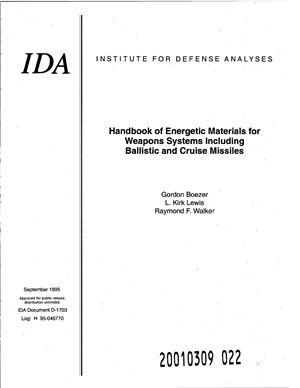 IDA
INSTITUTE FOR DEFENSE ANALYSES
Handbook of Energetic Materials for
Weapons Systems Including
Ballistic and Cruise Missiles
Gordon Boezer
L. Kirk Lewis
Raymond F. Walker
September 1995
Approved for public release;
distribution unlimited.
IDA Document D-1703
Log: H 95-046770
20010309 022